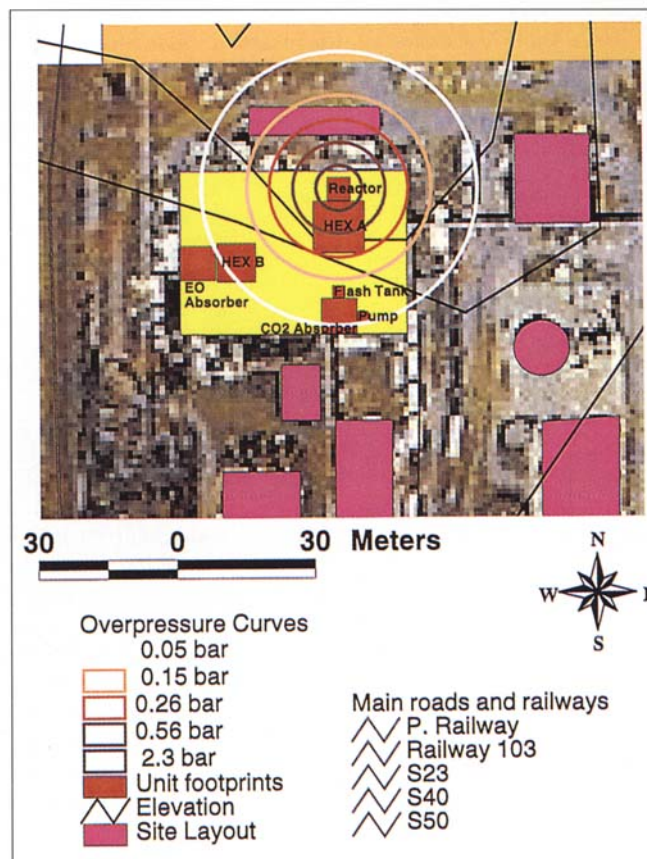 Reactor
HEX A
HEX B
EO
Absorber
Flash Tank
Pump
CO2 Absorber
30 0 30 Meters
N
W
S
Overpressure Curves
0.05 bar
0.15 bar
0.26 bar
0.56 bar
2.3 bar
Unit footprints
Elevation
Site Layout
Main roads and railways
P. Railway
Railway 103
S23
S40
S50